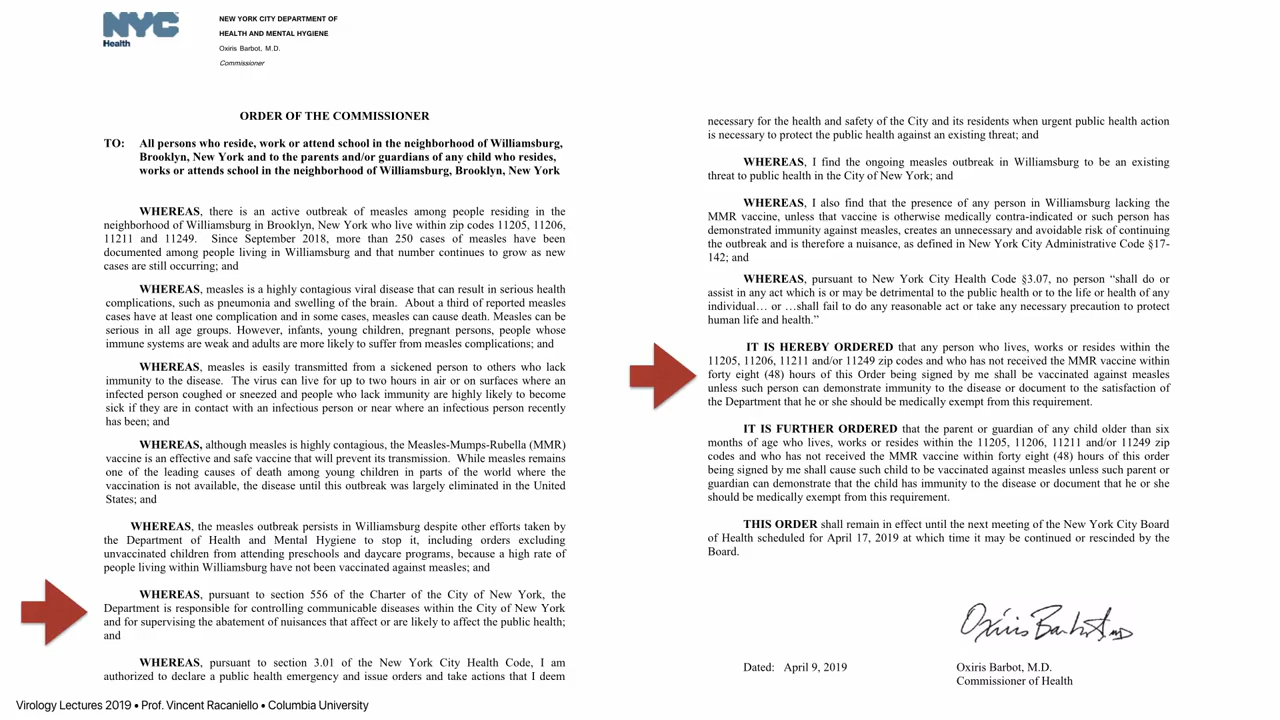 NYC
Health
NEW YORK CITY DEPARTMENT OF
HEALTH AND MENTAL HYGIENE
Oxiris Barbot, M.D.
Commissioner
ORDER OF THE COMMISSIONER
TO: All persons who reside, work or attend school in the neighborhood of Williamsburg,
Brooklyn, New York and to the parents and/or guardians of any child who resides,
works or attends school in the neighborhood of Williamsburg, Brooklyn, New York
WHEREAS, there is an active outbreak of measles among people residing in the
neighborhood of Williamsburg in Brooklyn, New York who live within zip codes 11205, 11206,
11211 and 11249. Since September 2018, more than 250 cases of measles have been
documented among people living in Williamsburg and that number continues to grow as new
cases are still occurring; and
WHEREAS, measles is a highly contagious viral disease that can result in serious health
complications, such as pneumonia and swelling of the brain. About a third of reported measles
cases have at least one complication and in some cases, measles can cause death. Measles can be
serious in all age groups. However, infants, young children, pregnant persons, people whose
immune systems are weak and adults are more likely to suffer from measles complications; and
WHEREAS, measles is easily transmitted from a sickened person to others who lack
immunity to the disease. The virus can live for up to two hours in air or on surfaces where an
infected person coughed or sneezed and people who lack immunity are highly likely to become
sick if they are in contact with an infectious person or near where an infectious person recently
has been; and
WHEREAS, although measles is highly contagious, the Measles-Mumps-Rubella (MMR)
vaccine is an effective and safe vaccine that will prevent its transmission. While measles remains
one of the leading causes of death among young children in parts of the world where the
vaccination is not available, the disease until this outbreak was largely eliminated in the United
States; and
WHEREAS, the measles outbreak persists in Williamsburg despite other efforts taken by
the Department of Health and Mental Hygiene to stop it, including orders excluding
unvaccinated children from attending preschools and daycare programs, because a high rate of
people living within Williamsburg have not been vaccinated against measles; and
WHEREAS, pursuant to section 556 of the Charter of the City of New York, the
Department is responsible for controlling communicable diseases within the City of New York
and for supervising the abatement of nuisances that affect or are likely to affect the public health;
and
WHEREAS, pursuant to section 3.01 of the New York City Health Code, I am
authorized to declare a public health emergency and issue orders and take actions that I deem
necessary for the health and safety of the City and its residents when urgent public health action
is necessary to protect the public health against an existing threat; and
WHEREAS, I find the ongoing measles outbreak in Williamsburg to be an existing
threat to public health in the City of New York; and
WHEREAS, I also find that the presence of any person in Williamsburg lacking the
MMR vaccine, unless that vaccine is otherwise medically contra-indicated or such person has
demonstrated immunity against measles, creates an unnecessary and avoidable risk of continuing
the outbreak and is therefore a nuisance, as defined in New York City Administrative Code §17-
142; and
WHEREAS, pursuant to New York City Health Code §3.07, no person “shall do or
assist in any act which is or may be detrimental to the public health or to the life or health of any
individual… or …shall fail to do any reasonable act or take any necessary precaution to protect
human life and health.”
IT IS HEREBY ORDERED that any person who lives, works or resides within the
11205, 11206, 11211 and/or 11249 zip codes and who has not received the MMR vaccine within
forty eight (48) hours of this Order being signed by me shall be vaccinated against measles
unless such person can demonstrate immunity to the disease or document to the satisfaction of
the Department that he or she should be medically exempt from this requirement.
IT IS FURTHER ORDERED that the parent or guardian of any child older than six
months of age who lives, works or resides within the 11205, 11206, 11211 and/or 11249 zip
codes and who has not received the MMR vaccine within forty eight (48) hours of this order
being signed by me shall cause such child to be vaccinated against measles unless such parent or
guardian can demonstrate that the child has immunity to the disease or document that he or she
should be medically exempt from this requirement.
THIS ORDER shall remain in effect until the next meeting of the New York City Board
of Health scheduled for April 17, 2019 at which time it may be continued or rescinded by the
Board.
Oxiris Barbot MD
Dated: April 9, 2019
Oxiris Barbot, M.D.
Commissioner of Health
Virology Lectures 2019 • Prof. Vincent Racaniello • Columbia University